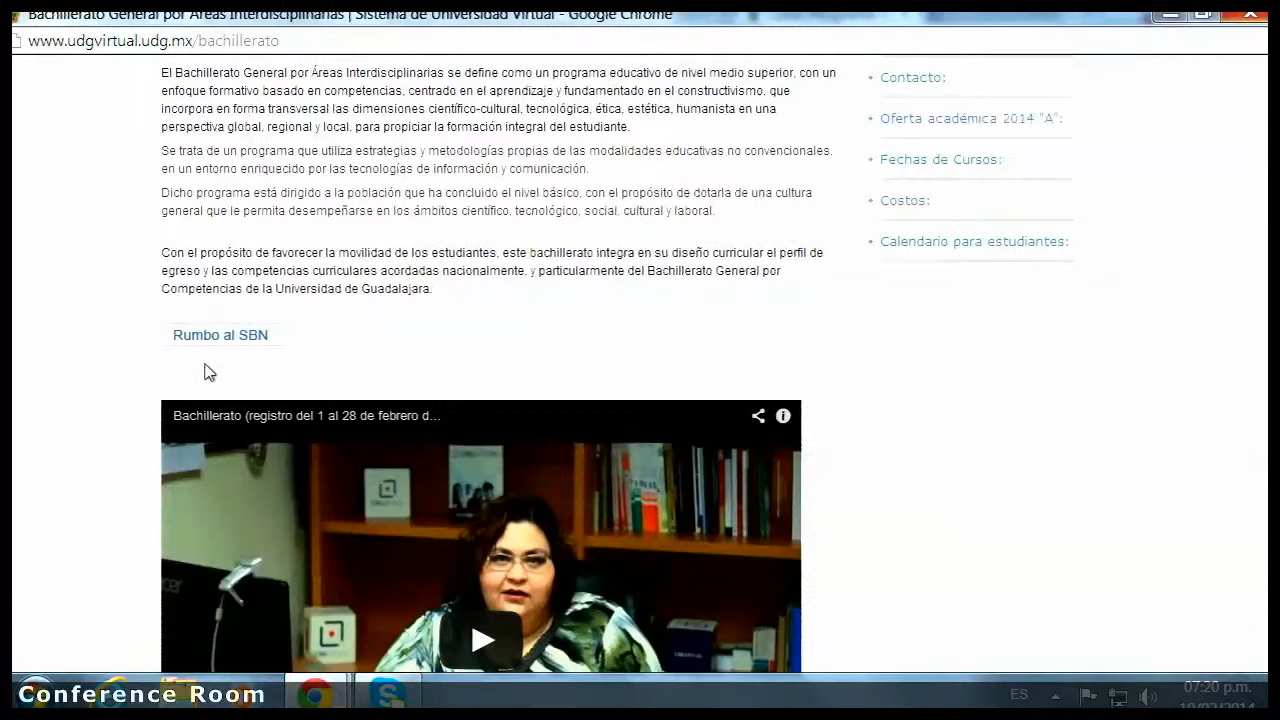 Bachillerato General por Áreas Interdisciplinarias | Sistema de Universidad Virtual - Google Chrome
www.udgvirtual.udg.mx/bachillerato
El Bachillerato General por Áreas Interdisciplinarias se define como un programa educativo de nivel medio superior, con un
enfoque formativo basado en competencias, centrado en el aprendizaje y fundamentado en el constructivismo, que
incorpora en forma transversal las dimensiones científico-cultural, tecnológica, ética, estética, humanista en una
perspectiva global, regional y local, para propiciar la formación integral del estudiante.
Se trata de un programa que utiliza estrategias y metodologías propias de las modalidades educativas no convencionales,
en un entorno enriquecido por las tecnologías de información y comunicación.
Dicho programa está dirigido a la población que ha concluido el nivel básico, con el propósito de dotarla de una cultura
general que le permita desempeñarse en los ámbitos científico, tecnológico, social, cultural y laboral.
Con el propósito de favorecer la movilidad de los estudiantes, este bachillerato integra en su diseño curricular el perfil de
egreso y las competencias curriculares acordadas nacionalmente, y particularmente del Bachillerato General por
Competencias de la Universidad de Guadalajara.
Rumbo al SBN
Contacto:
Oferta académica 2014 "A":
Fechas de Cursos:
Costos:
Calendario para estudiantes:
Bachillerato (registro del 1 al 28 de febrero d...
Conference Room
ES
07:20 p.m.
10/02/2014